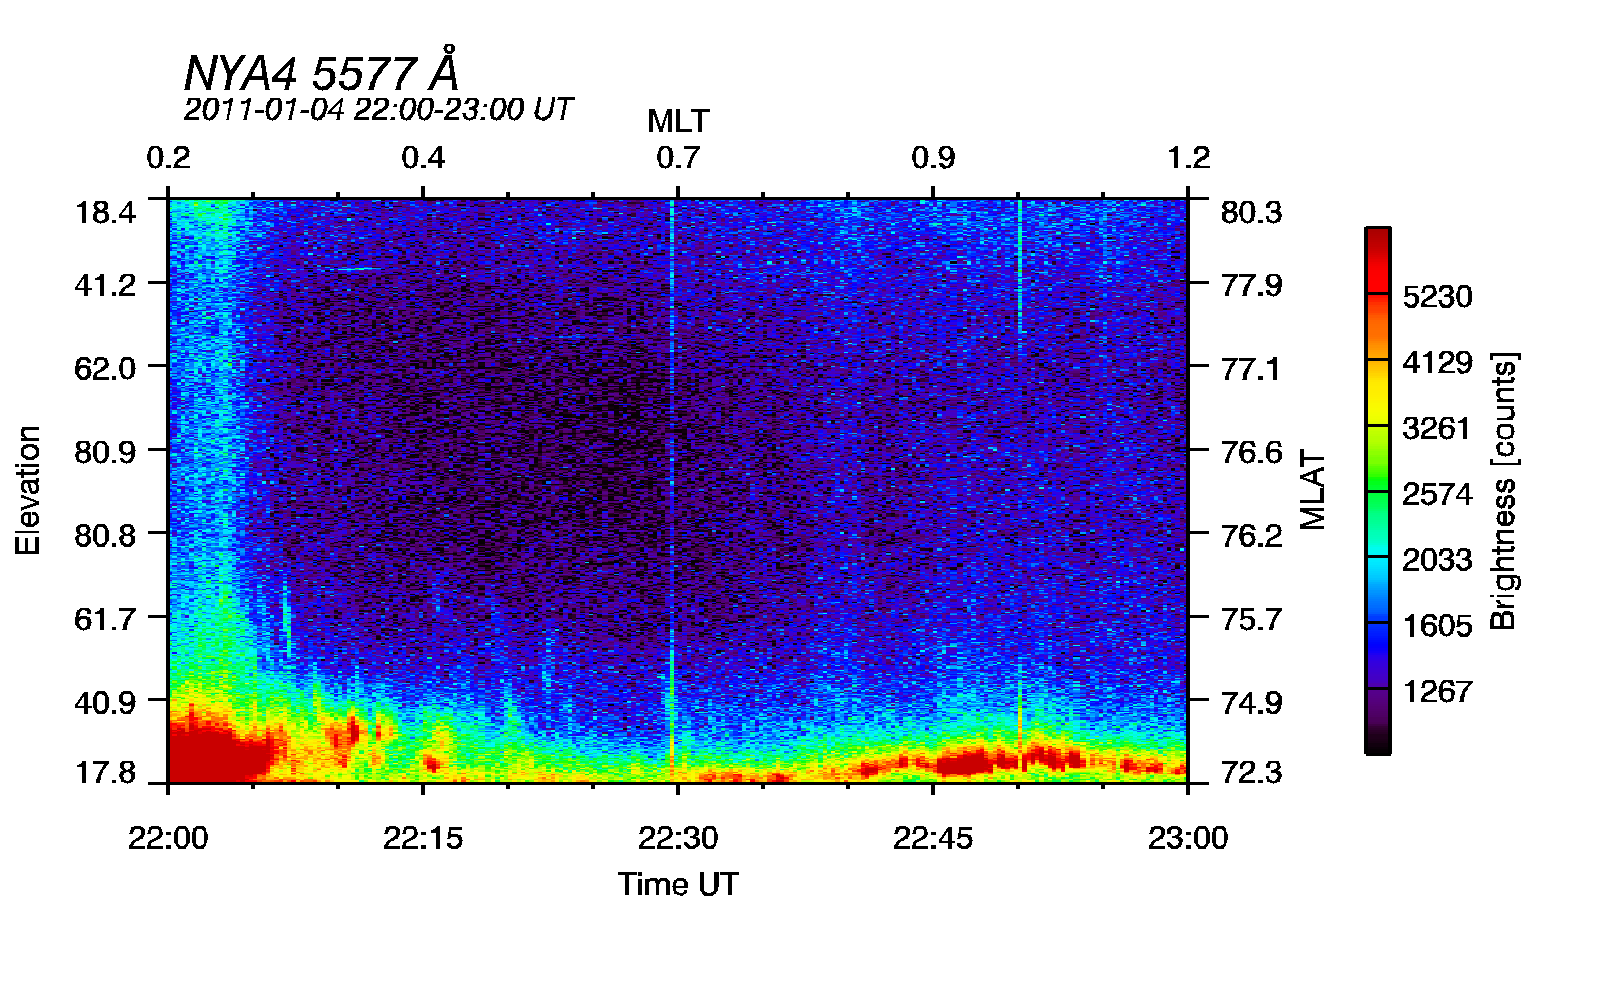 NYA4 5577 Å
2011-01-04 22:00-23:00 UT
MLT
0.2 0.4 0.7 0.9 1.2
18.4
41.2
62.0
80.9
80.8
61.7
40.9
17.8
Elevation
80.3
77.9
77.1
76.6
76.2
75.7
74.9
72.3
MLAT
5230
4129
3261
2574
2033
1605
1267
Brightness [counts]
22:00 22:15 22:30 22:45 23:00
Time UT